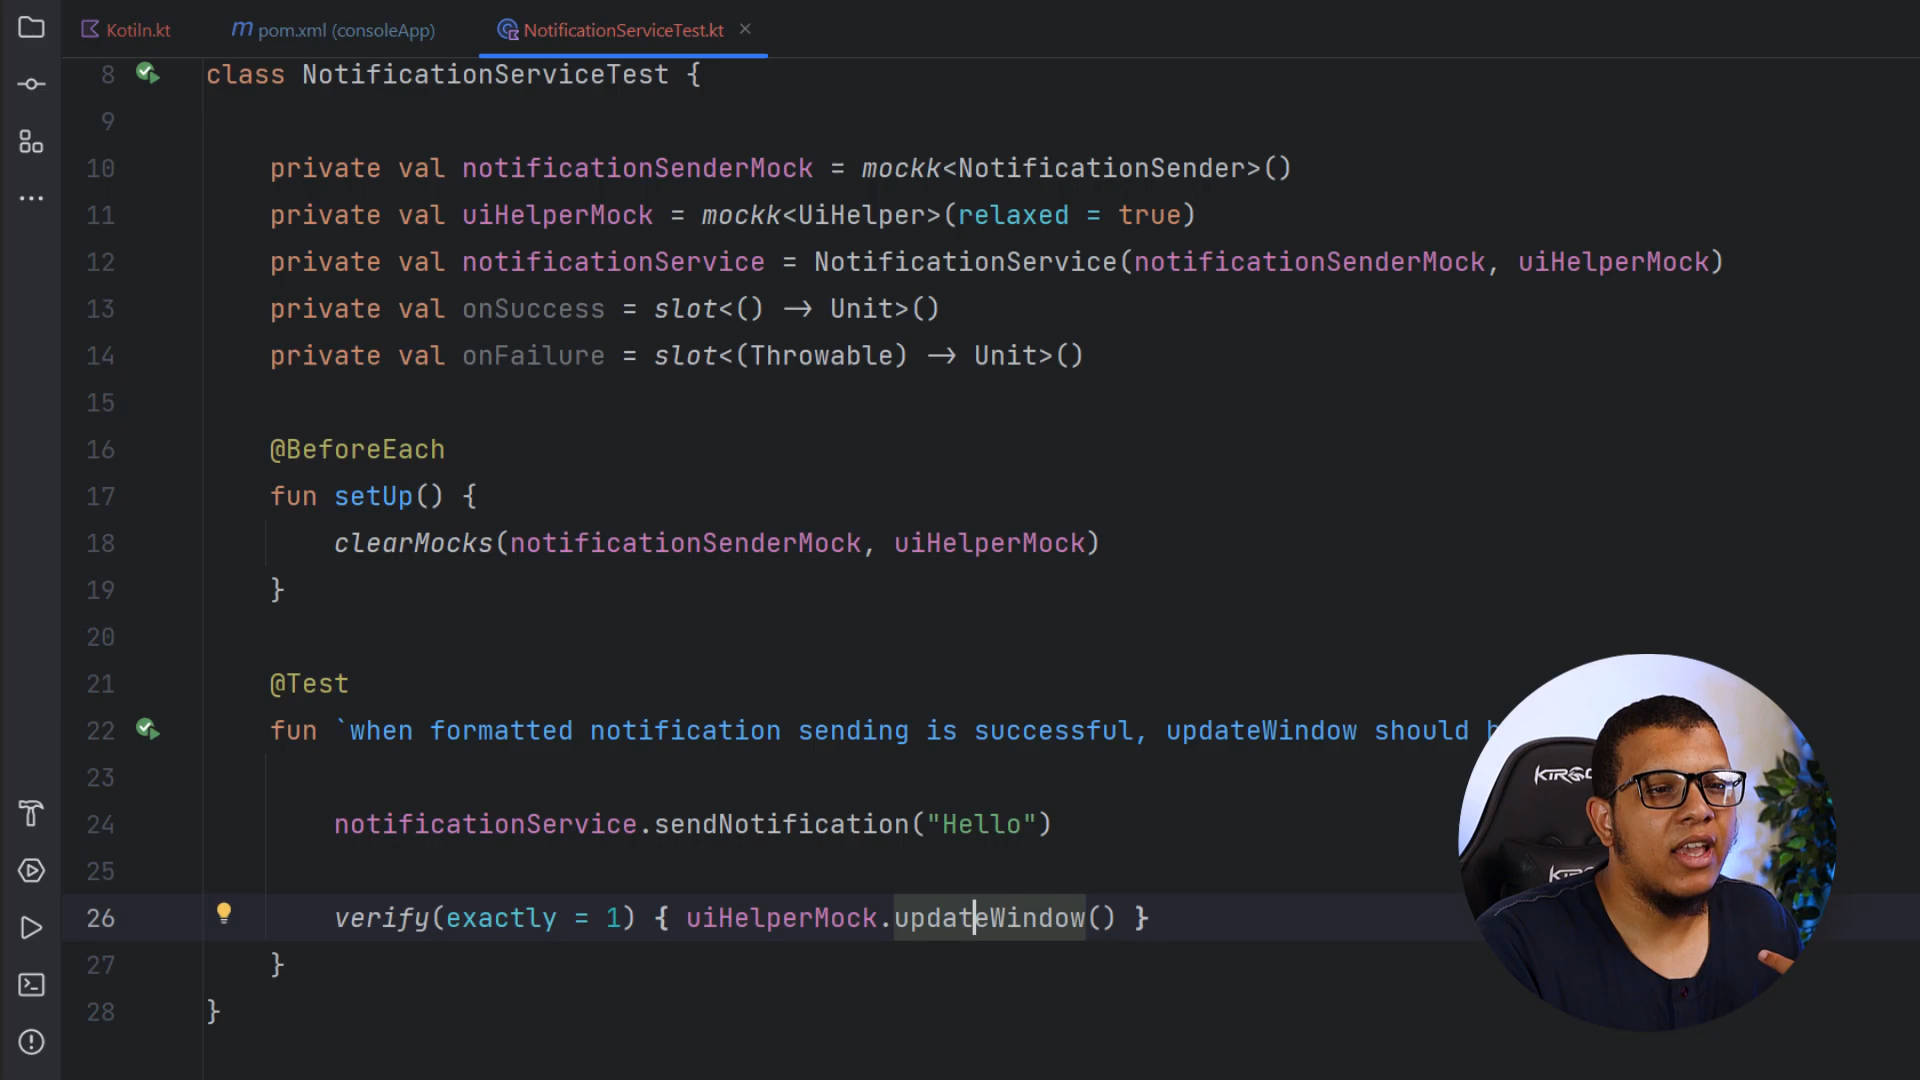 Kotiln.kt
pom.xml (consoleApp)
NotificationServiceTest.kt
8 class NotificationServiceTest {
9
10 private val notificationSenderMock = mockk<NotificationSender>()
11 private val uiHelperMock = mockk<UiHelper>(relaxed = true)
12 private val notificationService = NotificationService(notificationSenderMock, uiHelperMock)
13 private val onSuccess = slot<() -> Unit>()
14 private val onFailure = slot<(Throwable) -> Unit>()
15
16 @BeforeEach
17 fun setUp() {
18 clearMocks(notificationSenderMock, uiHelperMock)
19 }
20
21 @Test
22 fun `when formatted notification sending is successful, updateWindow should
23
24 notificationService.sendNotification("Hello")
25
26 verify(exactly = 1) { uiHelperMock.updateWindow() }
27 }
28 }